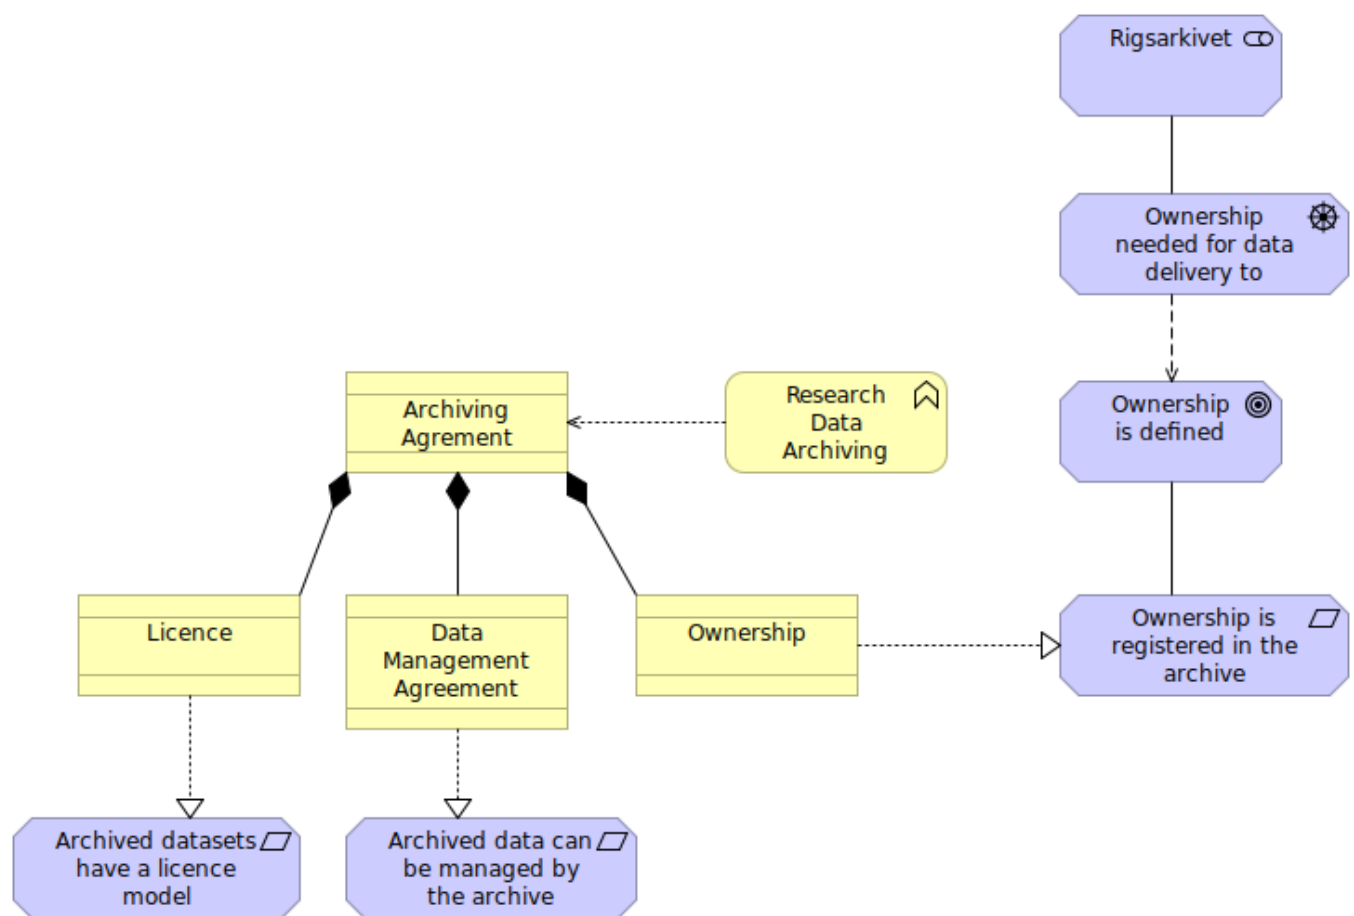 Rigsarkivet
Ownership
needed for data
delivery to
Archiving
Agrement
Research
Data
Archiving
Ownership
is defined
Licence
Data
Management
Agreement
Ownership
Ownership is
registered in the
archive
Archived datasets
have a licence
model
Archived data can
be managed by
the archive